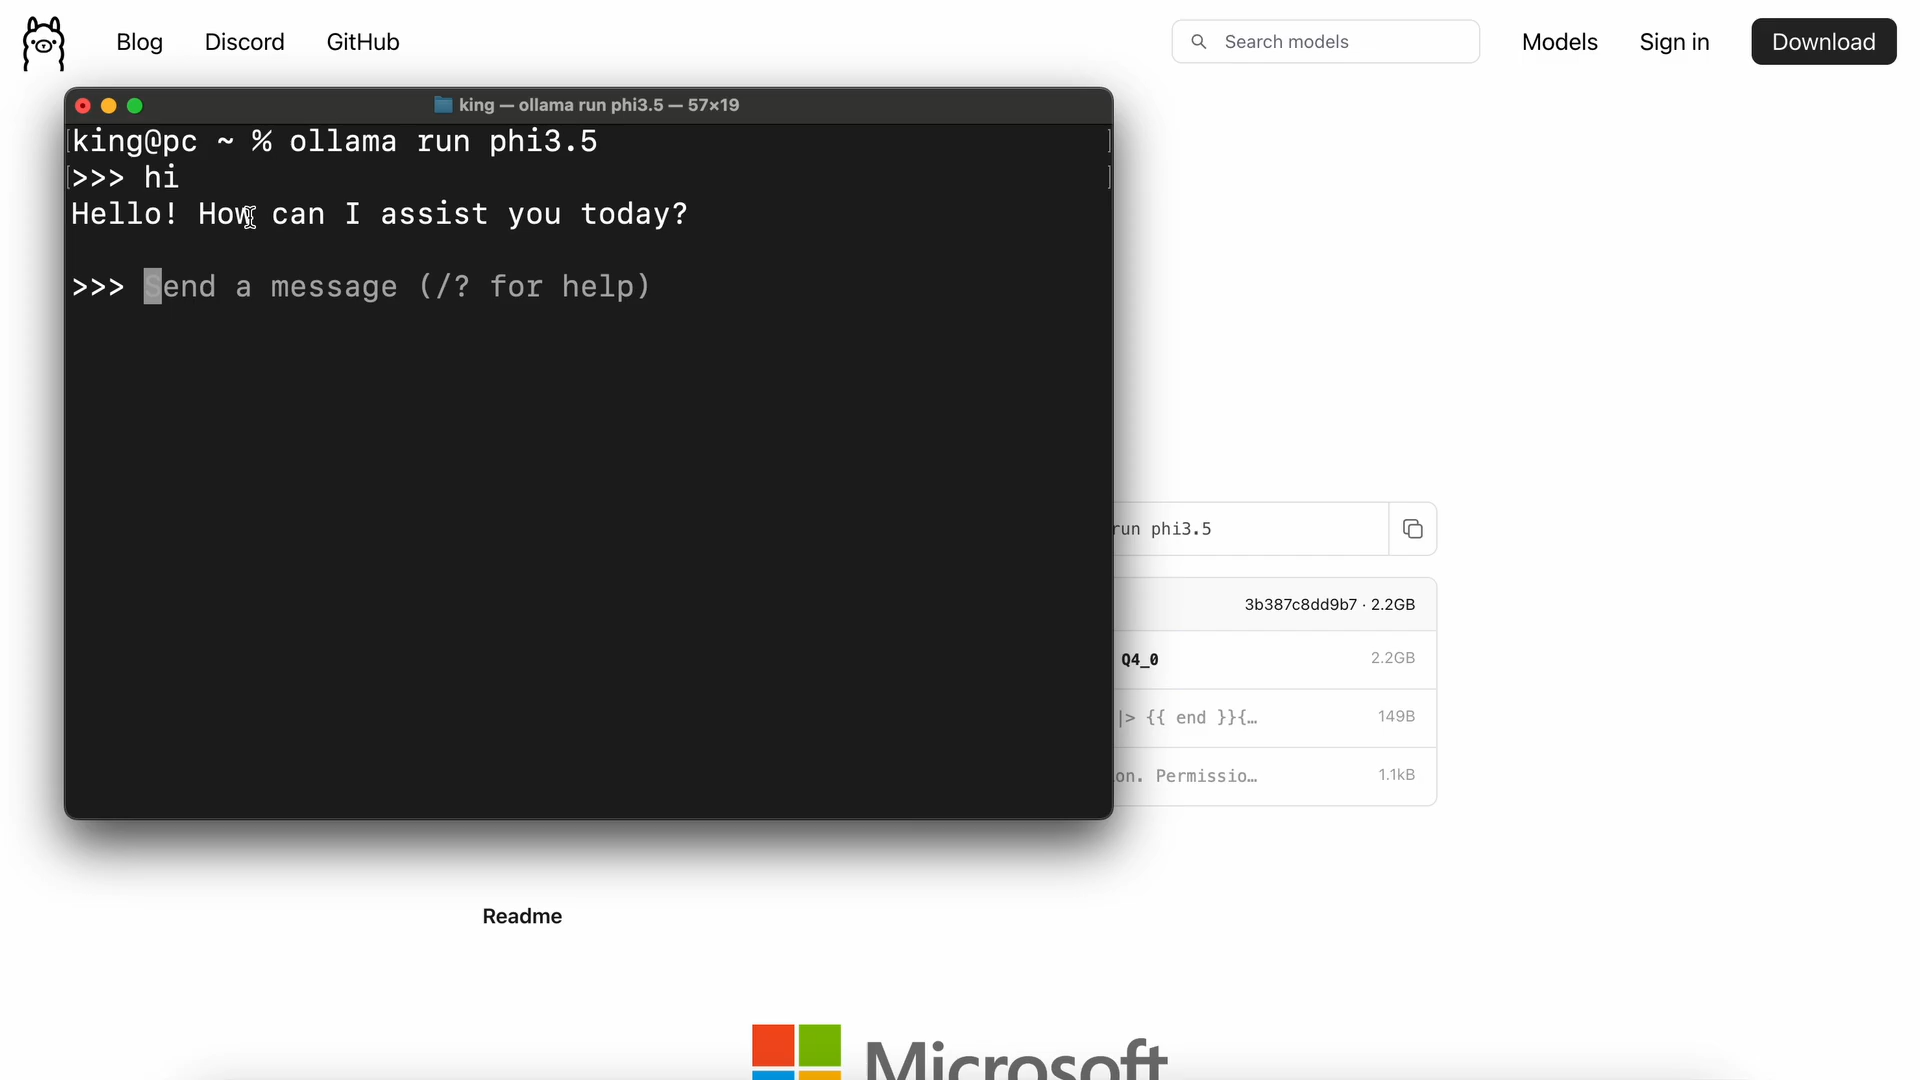 Blog Discord GitHub Search models Models Sign in Download
king — ollama run phi3.5 — 57×19
king@pc ~ % ollama run phi3.5
>>> hi
Hello! How can I assist you today?
>>> Send a message (/? for help)
run phi3.5
3b387c8dd9b7 · 2.2GB
Q4_0 2.2GB
|> {{ end }}{… 149B
on. Permissio… 1.1kB
Readme
Microsoft